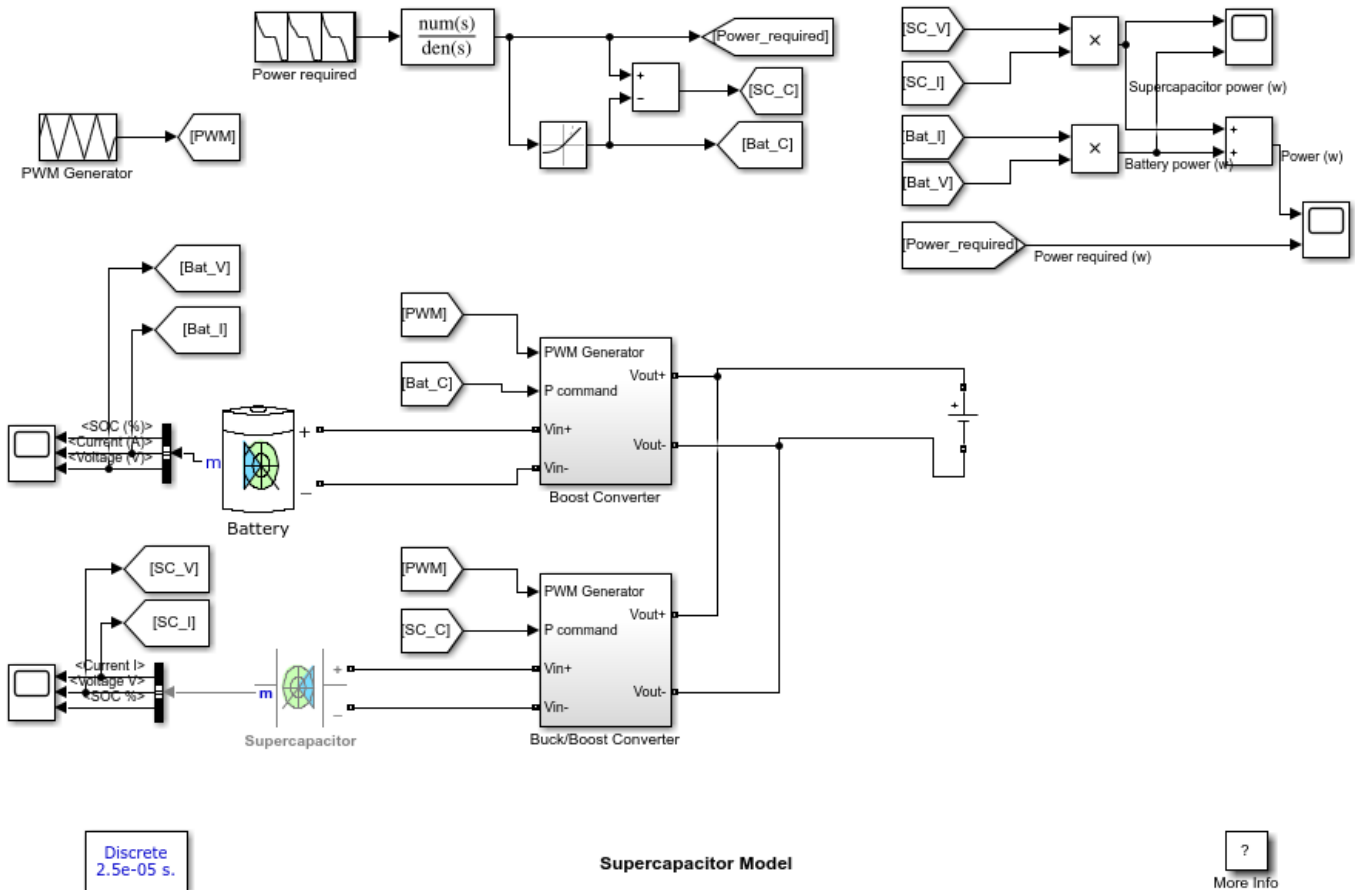 num(s)
den(s)
Power required
[Power_required]
[SC_C]
[Bat_C]
[PWM]
PWM Generator
[SC_V]
[SC_I]
×
Supercapacitor power (w)
[Bat_I]
[Bat_V]
×
Battery power (w)
Power (w)
[Power_required]
Power required (w)
[Bat_V]
[Bat_I]
<SOC (%)>
<Current (A)>
<Voltage (V)>
m
+
_
Battery
[PWM]
[Bat_C]
PWM Generator
P command
Vin+
Vin-
Vout+
Vout-
Boost Converter
+
[SC_V]
[SC_I]
<Current I>
<Voltage V>
<SOC %>
m
+
_
Supercapacitor
[PWM]
[SC_C]
PWM Generator
P command
Vin+
Vin-
Vout+
Vout-
Buck/Boost Converter
Discrete
2.5e-05 s.
Supercapacitor Model
?
More Info